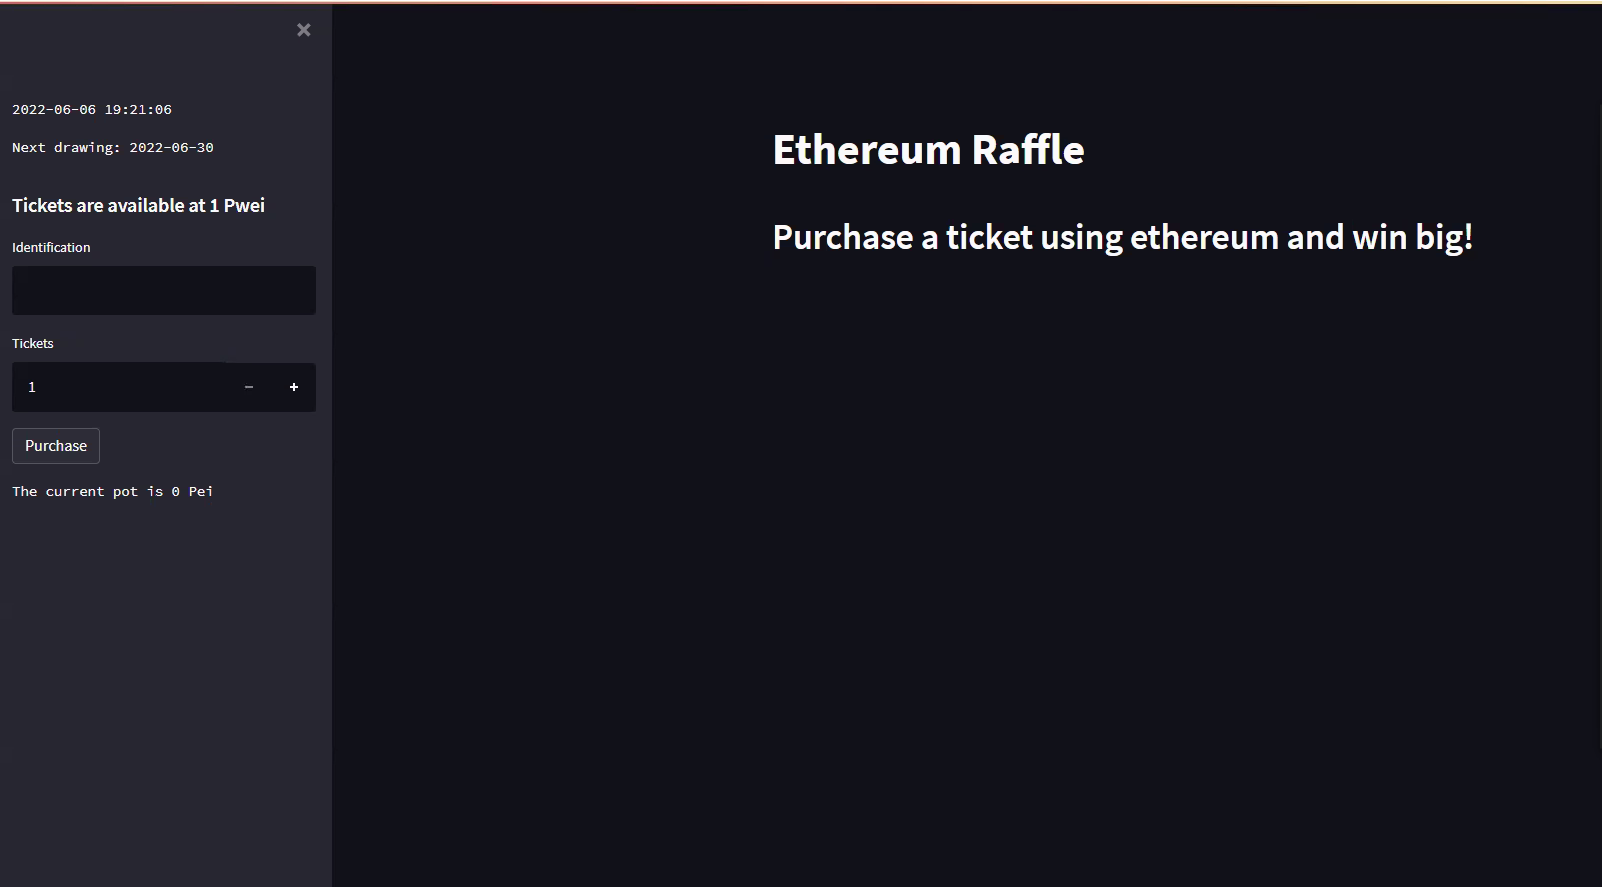 2022-06-06 19:21:06
Next drawing: 2022-06-30
Tickets are available at 1 Pwei
Identification
Tickets
1
Purchase
The current pot is 0 Pei
Ethereum Raffle
Purchase a ticket using ethereum and win big!